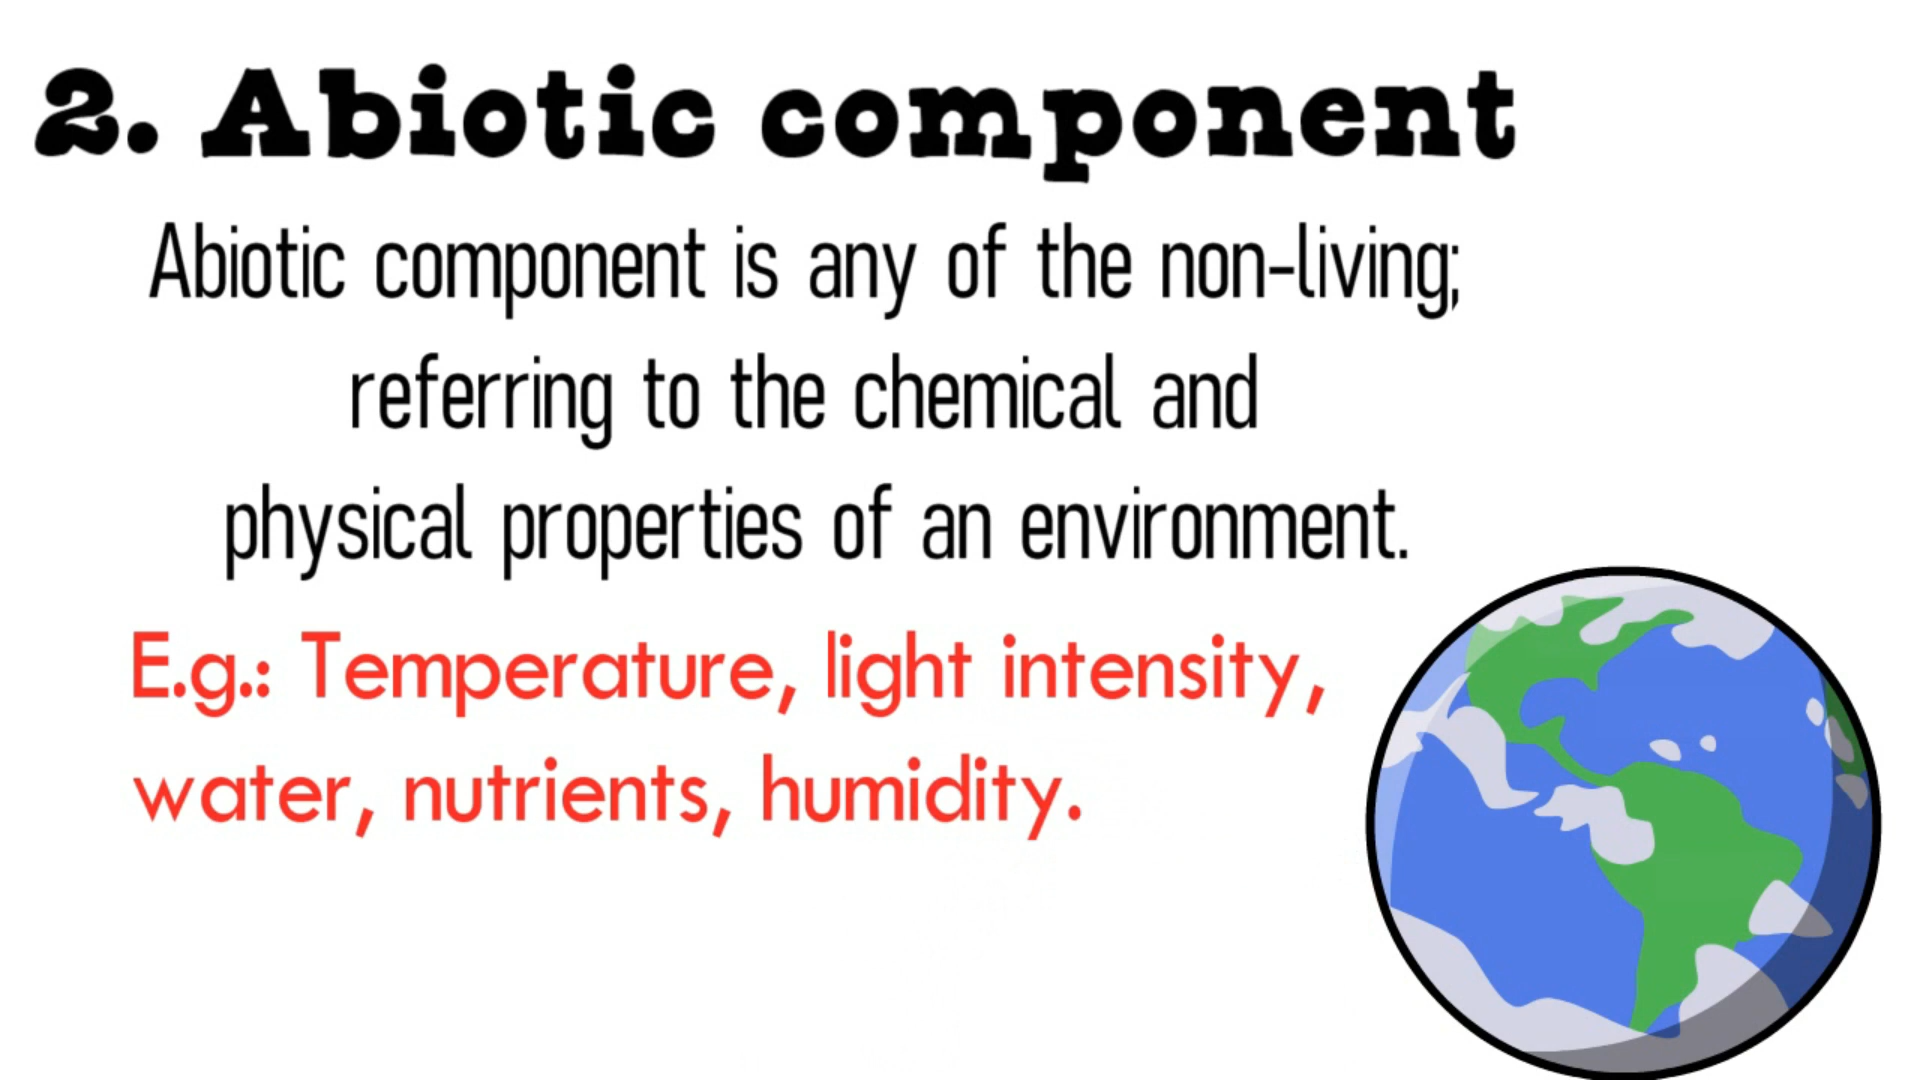 2. Abiotic component
Abiotic component is any of the non-living;
referring to the chemical and
physical properties of an environment.
E.g.: Temperature, light intensity,
water, nutrients, humidity.